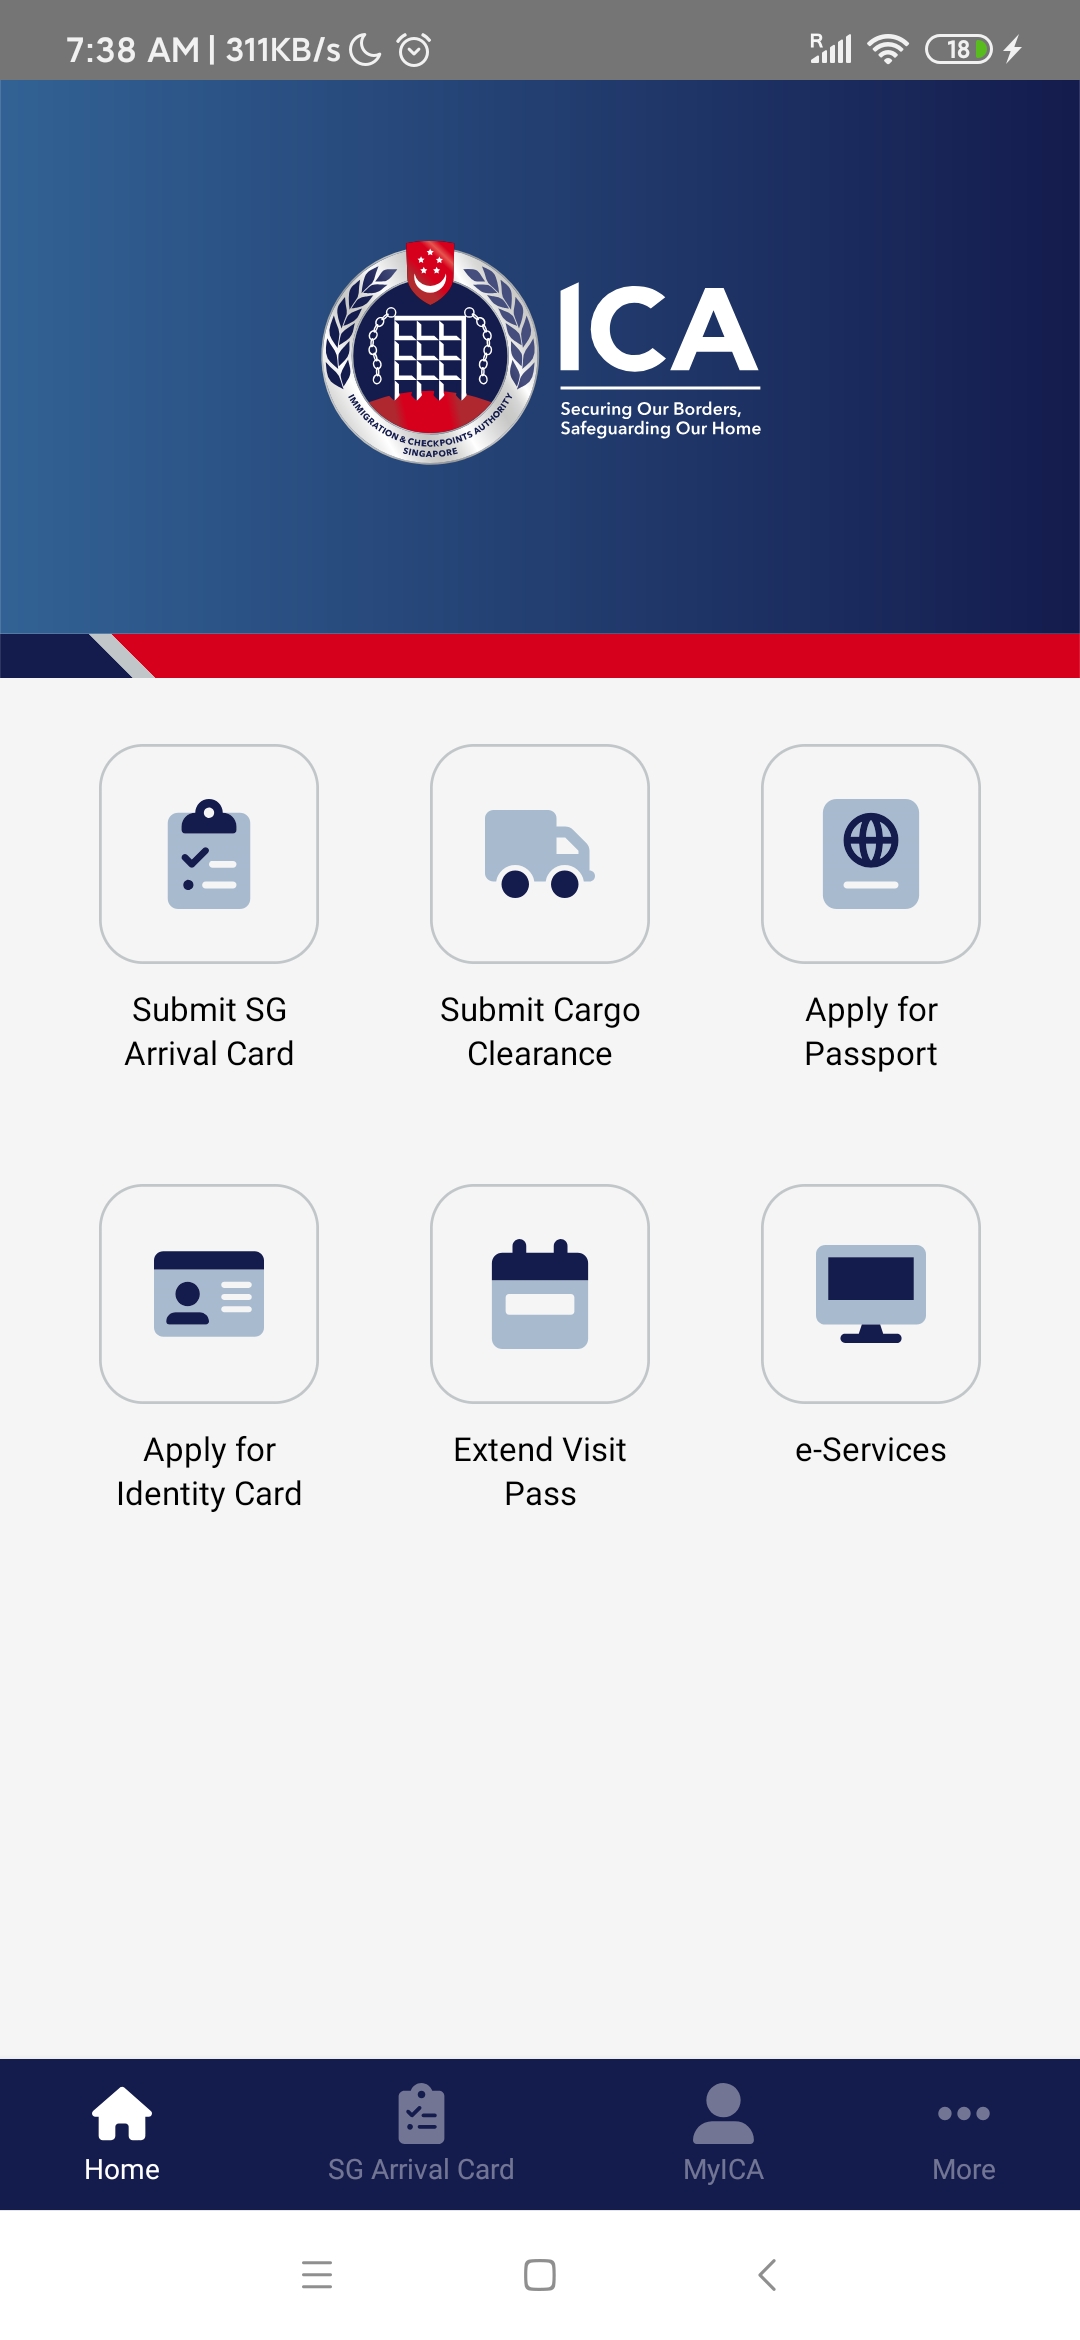 7:38 AM | 311KB/s
R
18
IMMIGRATION & CHECKPOINTS AUTHORITY
SINGAPORE
ICA
Securing Our Borders,
Safeguarding Our Home
Submit SG
Arrival Card
Submit Cargo
Clearance
Apply for
Passport
Apply for
Identity Card
Extend Visit
Pass
e-Services
Home
SG Arrival Card
MyICA
More